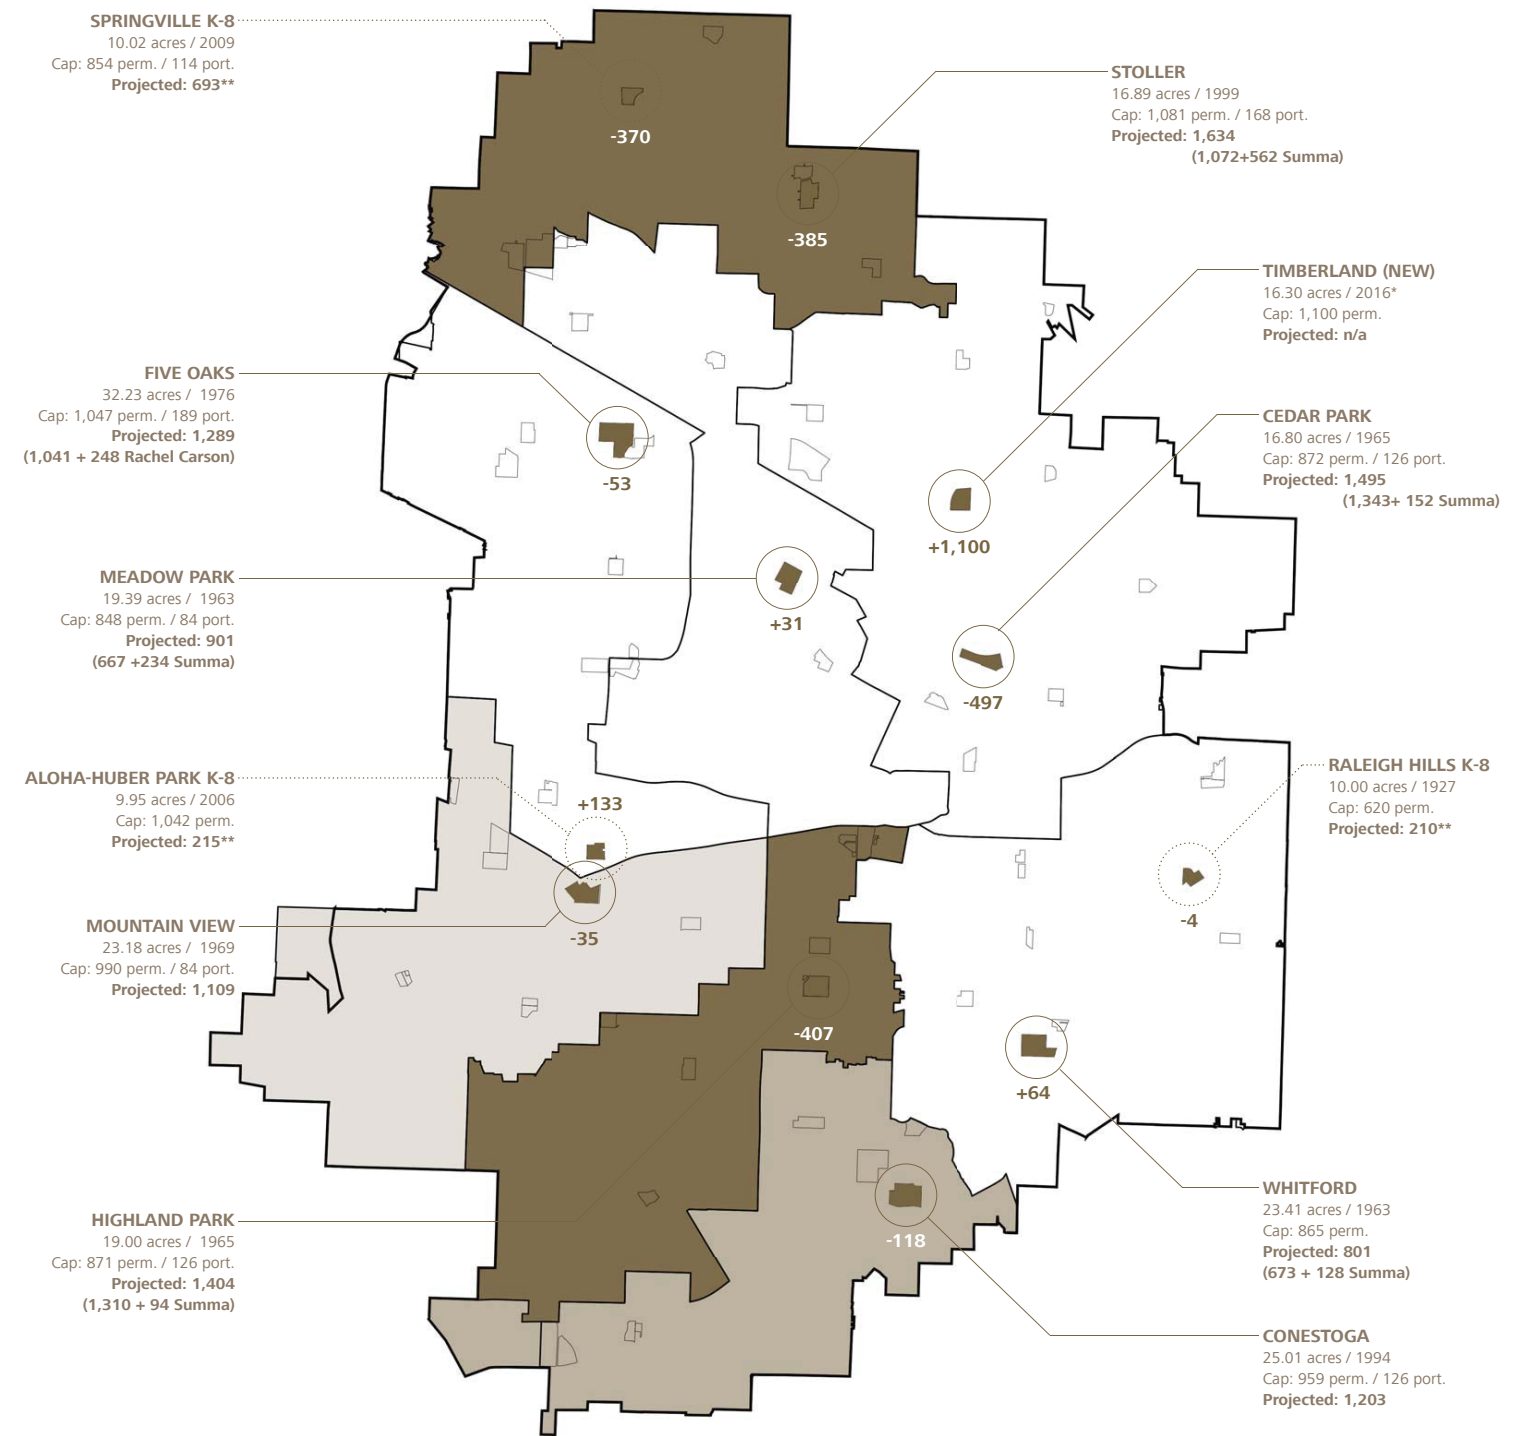 SPRINGVILLE K-8
10.02 acres / 2009
Cap: 854 perm. / 114 port.
Projected: 693**
-370
STOLLER
16.89 acres / 1999
Cap: 1,081 perm. / 168 port.
Projected: 1,634
(1,072+562 Summa)
-385
TIMBERLAND (NEW)
16.30 acres / 2016*
Cap: 1,100 perm.
Projected: n/a
+1,100
FIVE OAKS
32.23 acres / 1976
Cap: 1,047 perm. / 189 port.
Projected: 1,289
(1,041 + 248 Rachel Carson)
-53
CEDAR PARK
16.80 acres / 1965
Cap: 872 perm. / 126 port.
Projected: 1,495
(1,343+ 152 Summa)
-497
MEADOW PARK
19.39 acres / 1963
Cap: 848 perm. / 84 port.
Projected: 901
(667 +234 Summa)
+31
ALOHA-HUBER PARK K-8
9.95 acres / 2006
Cap: 1,042 perm.
Projected: 215**
+133
RALEIGH HILLS K-8
10.00 acres / 1927
Cap: 620 perm.
Projected: 210**
-4
MOUNTAIN VIEW
23.18 acres / 1969
Cap: 990 perm. / 84 port.
Projected: 1,109
-35
-407
+64
HIGHLAND PARK
19.00 acres / 1965
Cap: 871 perm. / 126 port.
Projected: 1,404
(1,310 + 94 Summa)
-118
WHITFORD
23.41 acres / 1963
Cap: 865 perm.
Projected: 801
(673 + 128 Summa)
CONESTOGA
25.01 acres / 1994
Cap: 959 perm. / 126 port.
Projected: 1,203